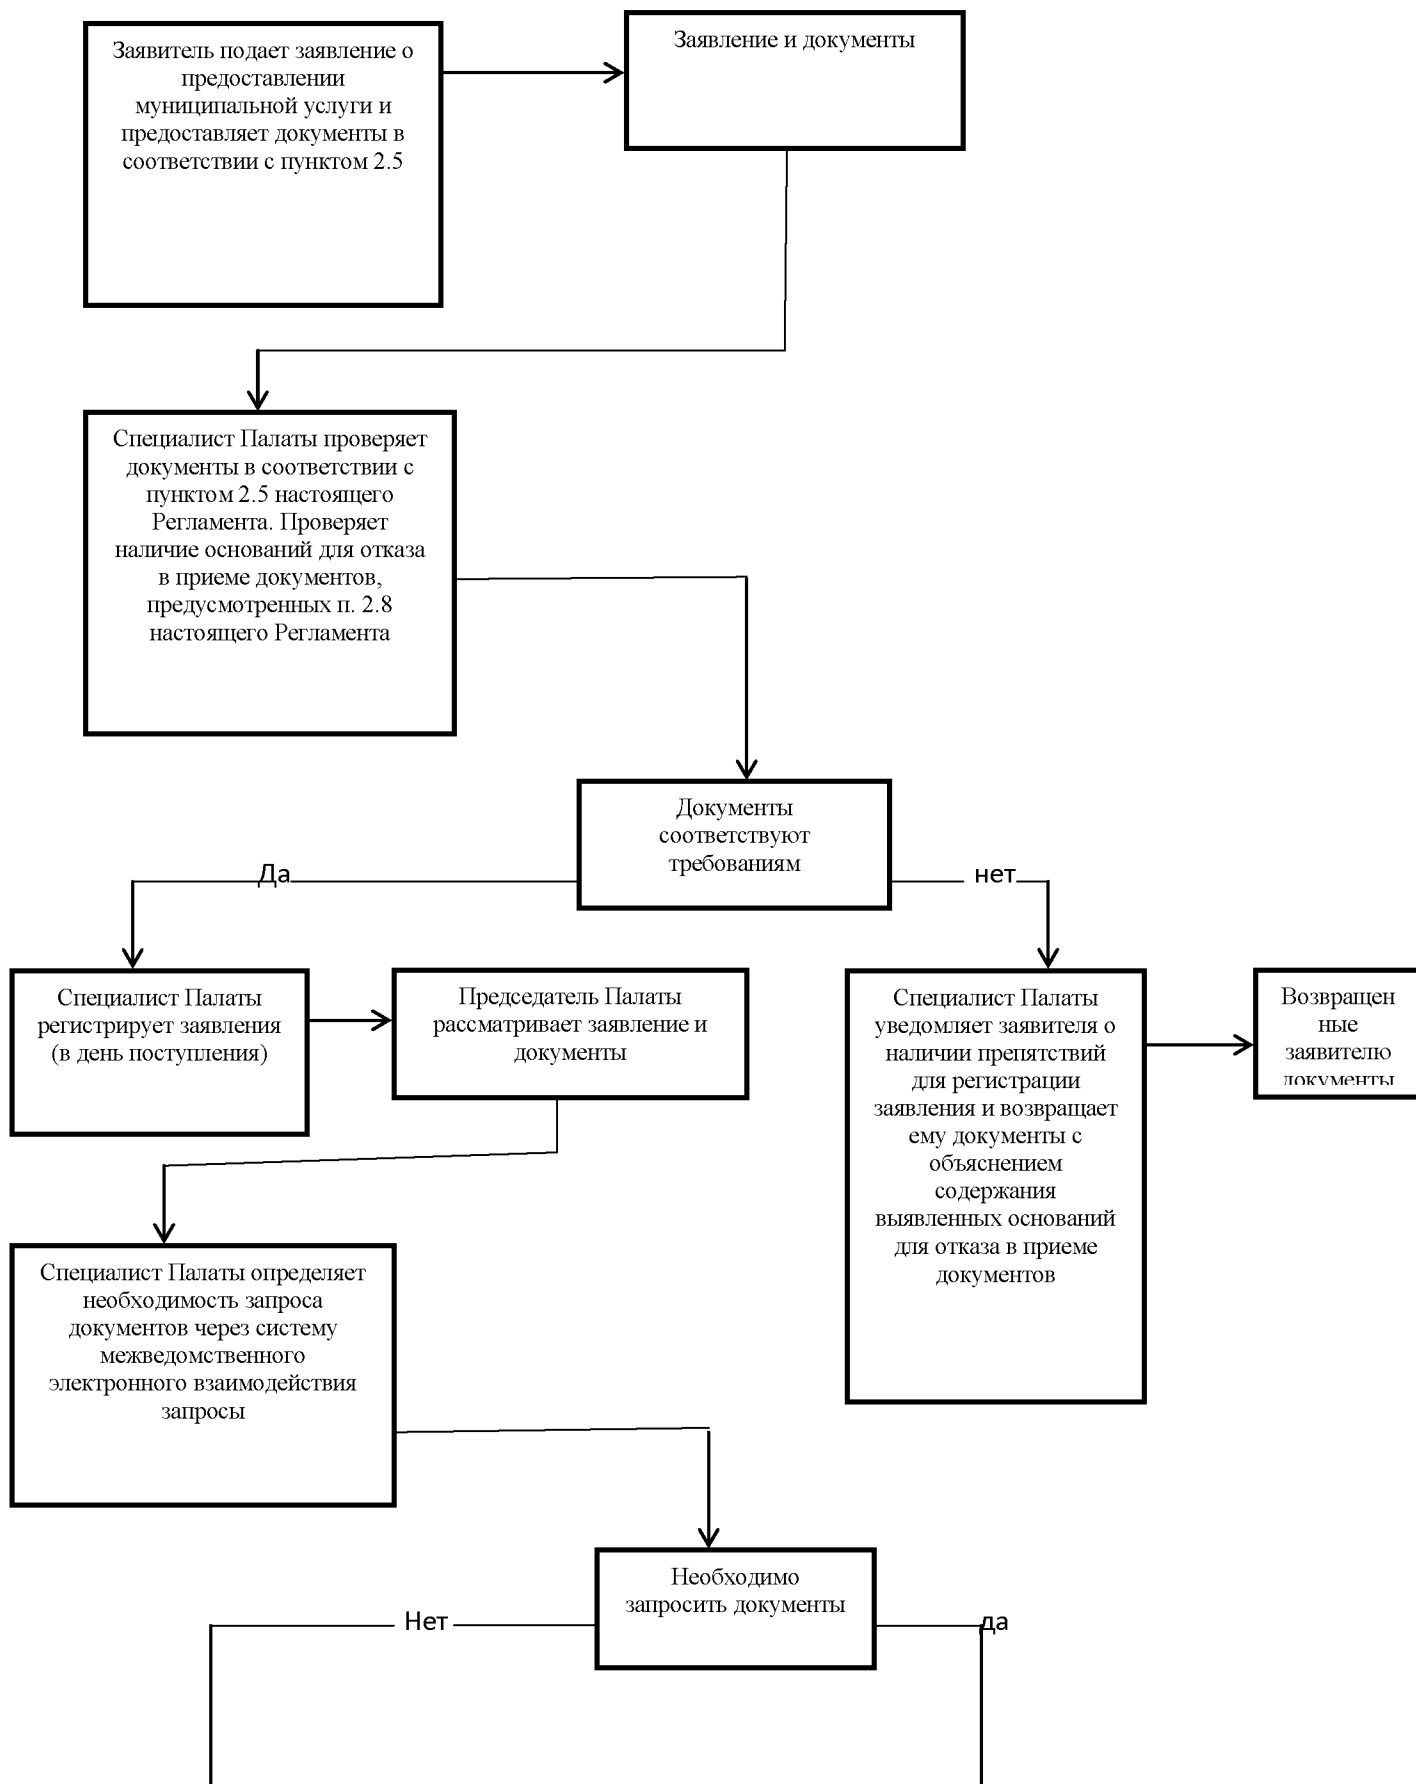 Заявитель подает заявление о
предоставлении
муниципальной услуги и
предоставляет документы в
соответствии с пунктом 2.5
Заявление и документы
Специалист Палаты проверяет
документы в соответствии с
пунктом 2.5 настоящего
Регламента. Проверяет
наличие оснований для отказа
в приеме документов,
предусмотренных п. 2.8
настоящего Регламента
Документы
соответствуют
требованиям
Да
нет
Специалист Палаты
регистрирует заявления
(в день поступления)
Председатель Палаты
рассматривает заявление и
документы
Специалист Палаты
уведомляет заявителя о
наличии препятствий
для регистрации
заявления и возвращает
ему документы с
объяснением
содержания
выявленных оснований
для отказа в приеме
документов
Возвращен
ные
заявителю
документы
Специалист Палаты определяет
необходимость запроса
документов через систему
межведомственного
электронного взаимодействия
запросы
Необходимо
запросить документы
Нет
да